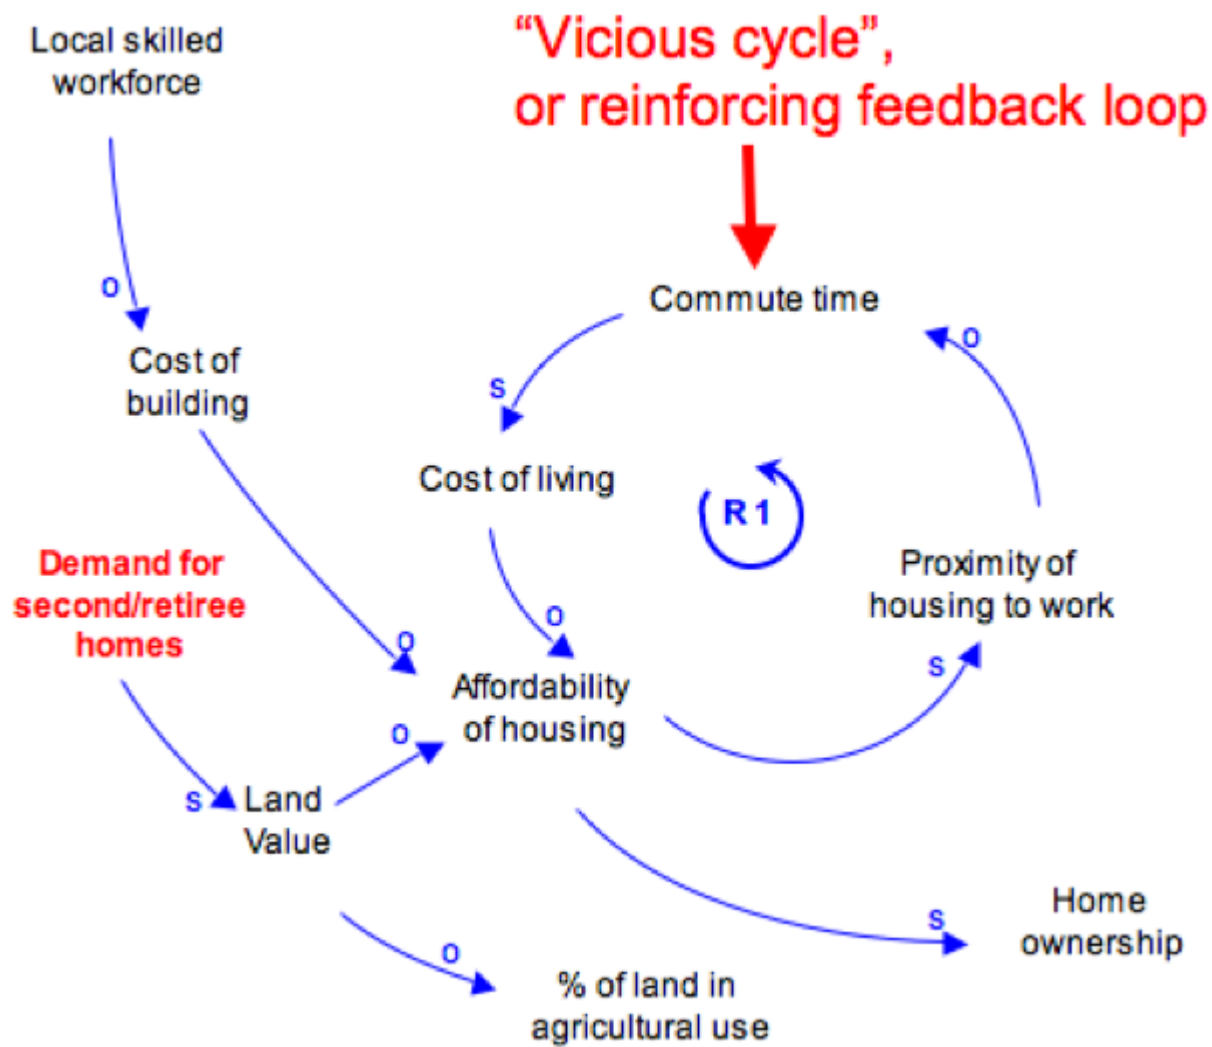 Local skilled
workforce
“Vicious cycle”,
or reinforcing feedback loop
o
Commute time
o
Cost of
building
s
Cost of living
R 1
Demand for
second/retiree
homes
Proximity of
housing to work
o
o
s
Affordability
of housing
o
s
Land
Value
s
Home
ownership
o
% of land in
agricultural use